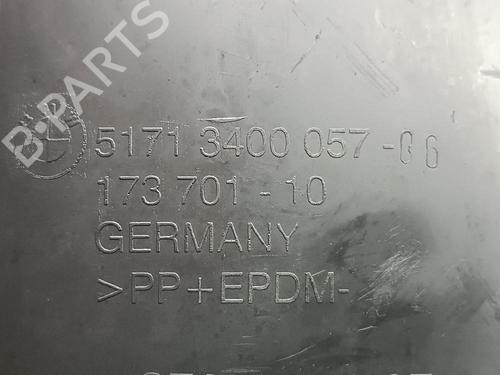 B-PARTS
5171 3400 057-06
173 701-10
GERMANY
>PP+EPDM-